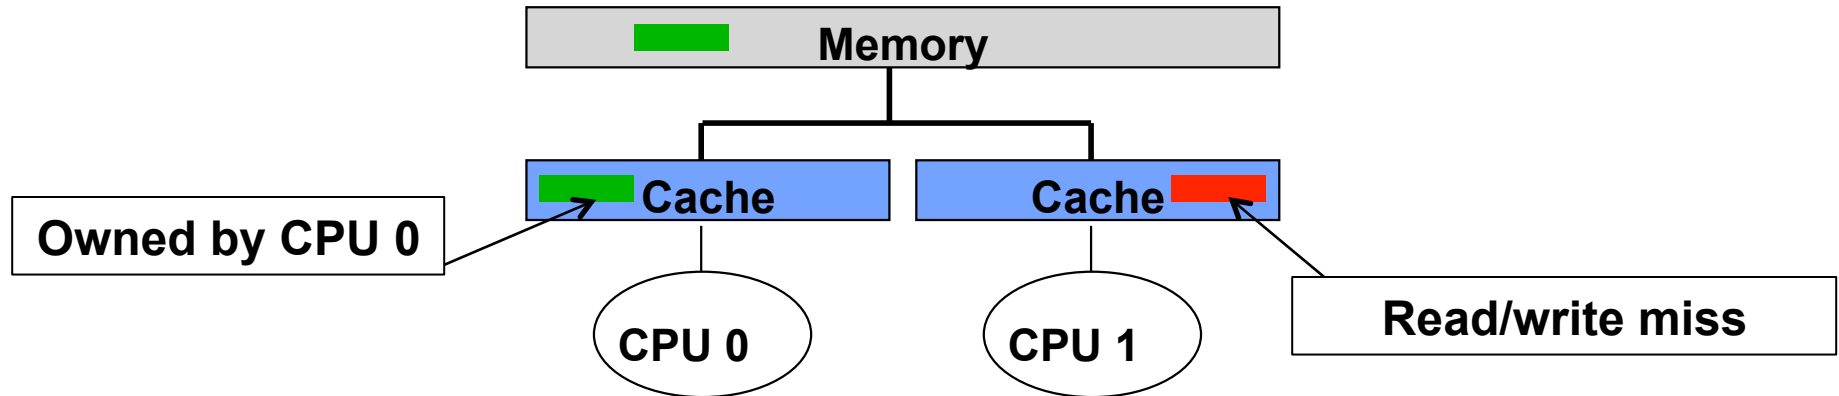 Memory
Cache
Cache
Owned by CPU 0
CPU 0
CPU 1
Read/write miss